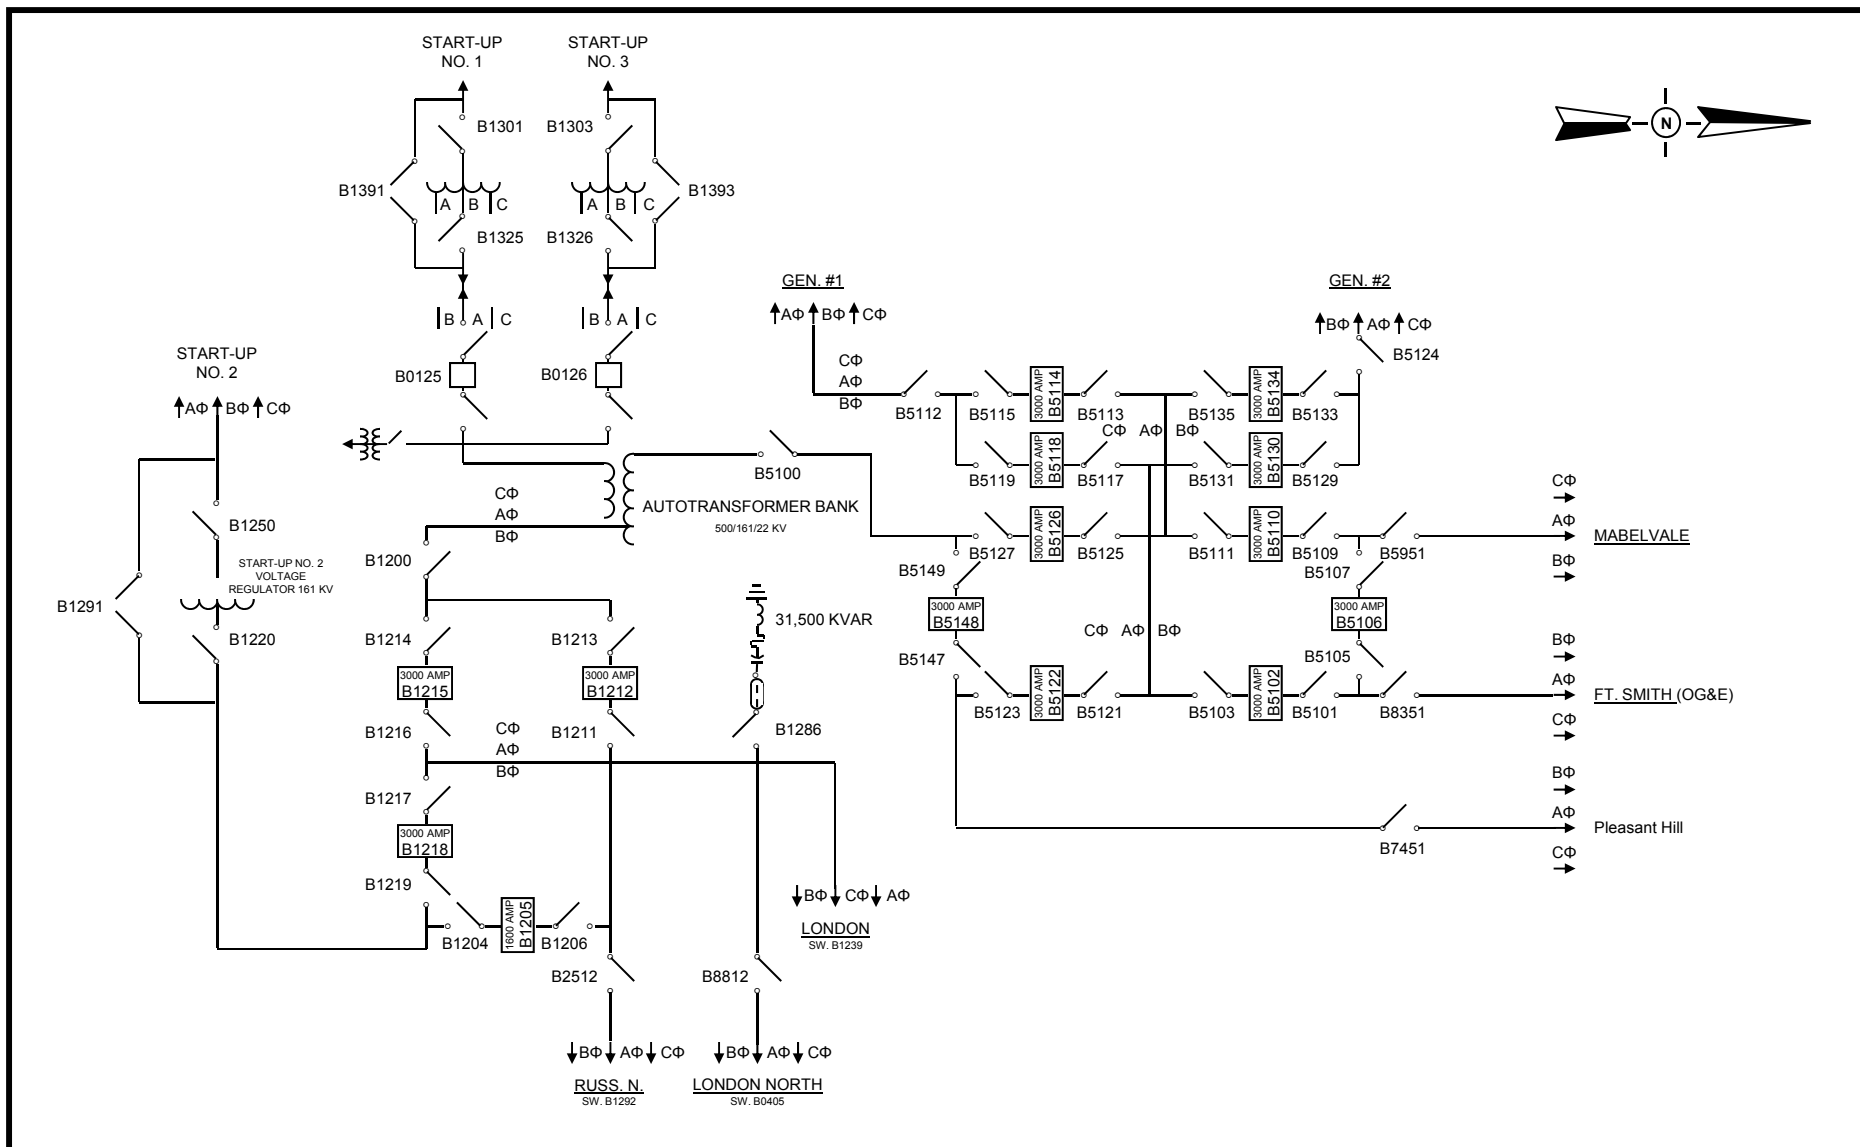 START-UP
NO. 1
START-UP
NO. 3
B1301
B1303
N
B1391
A B C
A B C
B1393
B1325
B1326
GEN. #1
GEN. #2
AΦ BΦ CΦ
B A C
B A C
BΦ AΦ CΦ
START-UP
NO. 2
B0125
B0126
CΦ
AΦ
BΦ
B5124
AΦ BΦ CΦ
B5112
B5115
3000 AMP
B5114
B5113
B5135
3000 AMP
B5134
B5133
CΦ AΦ BΦ
B5100
B5119
3000 AMP
B5118
B5117
B5131
3000 AMP
B5130
B5129
CΦ
AΦ
BΦ
AUTOTRANSFORMER BANK
500/161/22 KV
CΦ
AΦ
BΦ
MABELVALE
B1250
B5127
3000 AMP
B5126
B5125
B5111
3000 AMP
B5110
B5109
B5951
START-UP NO. 2
VOLTAGE
REGULATOR 161 KV
B1200
B5149
B5107
B1291
31,500 KVAR
3000 AMP
B5148
3000 AMP
B5106
B1220
B1214
B1213
CΦ AΦ BΦ
B5147
B5105
BΦ
AΦ
CΦ
FT. SMITH (OG&E)
3000 AMP
B1215
3000 AMP
B1212
B5123
3000 AMP
B5122
B5121
B5103
3000 AMP
B5102
B5101
B8351
B1216
B1211
B1286
CΦ
AΦ
BΦ
B1217
BΦ
AΦ
CΦ
Pleasant Hill
3000 AMP
B1218
B7451
B1219
BΦ CΦ AΦ
LONDON
SW. B1239
B1204
1600 AMP
B1205
B1206
B2512
B8812
BΦ AΦ CΦ
RUSS. N.
SW. B1292
BΦ AΦ CΦ
LONDON NORTH
SW. B0405